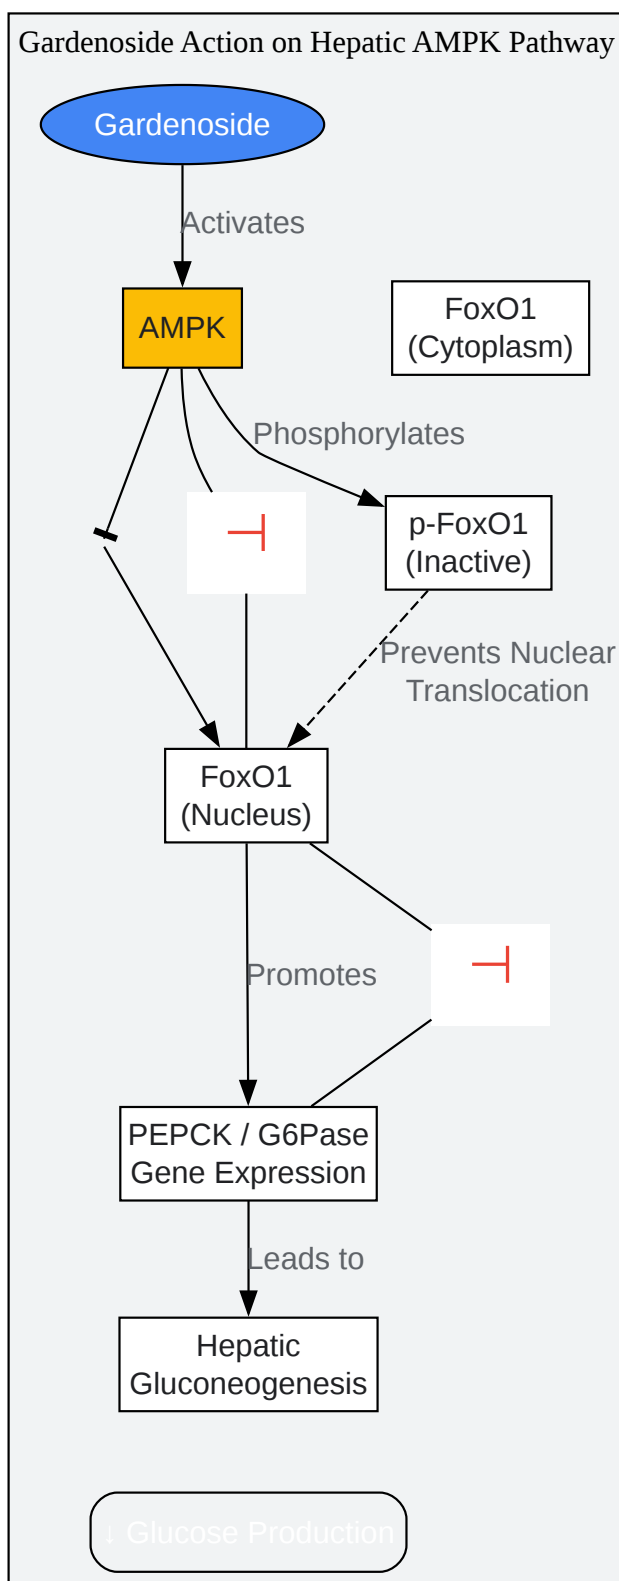 Gardenoside Action on Hepatic AMPK Pathway
Gardenoside
Activates
AMPK
FoxO1
(Cytoplasm)
Phosphorylates
⊣
p-FoxO1
(Inactive)
Prevents Nuclear
Translocation
FoxO1
(Nucleus)
Promotes
⊣
PEPCK / G6Pase
Gene Expression
Leads to
Hepatic
Gluconeogenesis
↓ Glucose Production